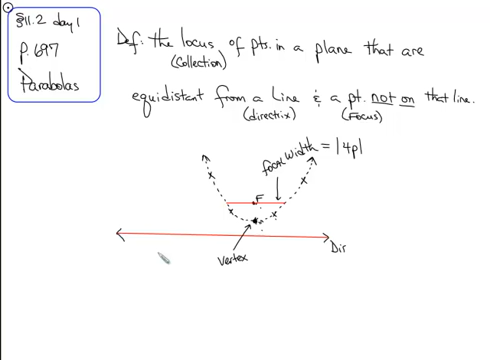 §11.2 day 1
p. 697
Parabolas
Def: The locus of pts. in a plane that are
(Collection)
equidistant from a Line & a pt. not on that line.
(directrix) (Focus)
focal width = |4p|
F
Dir
Vertex